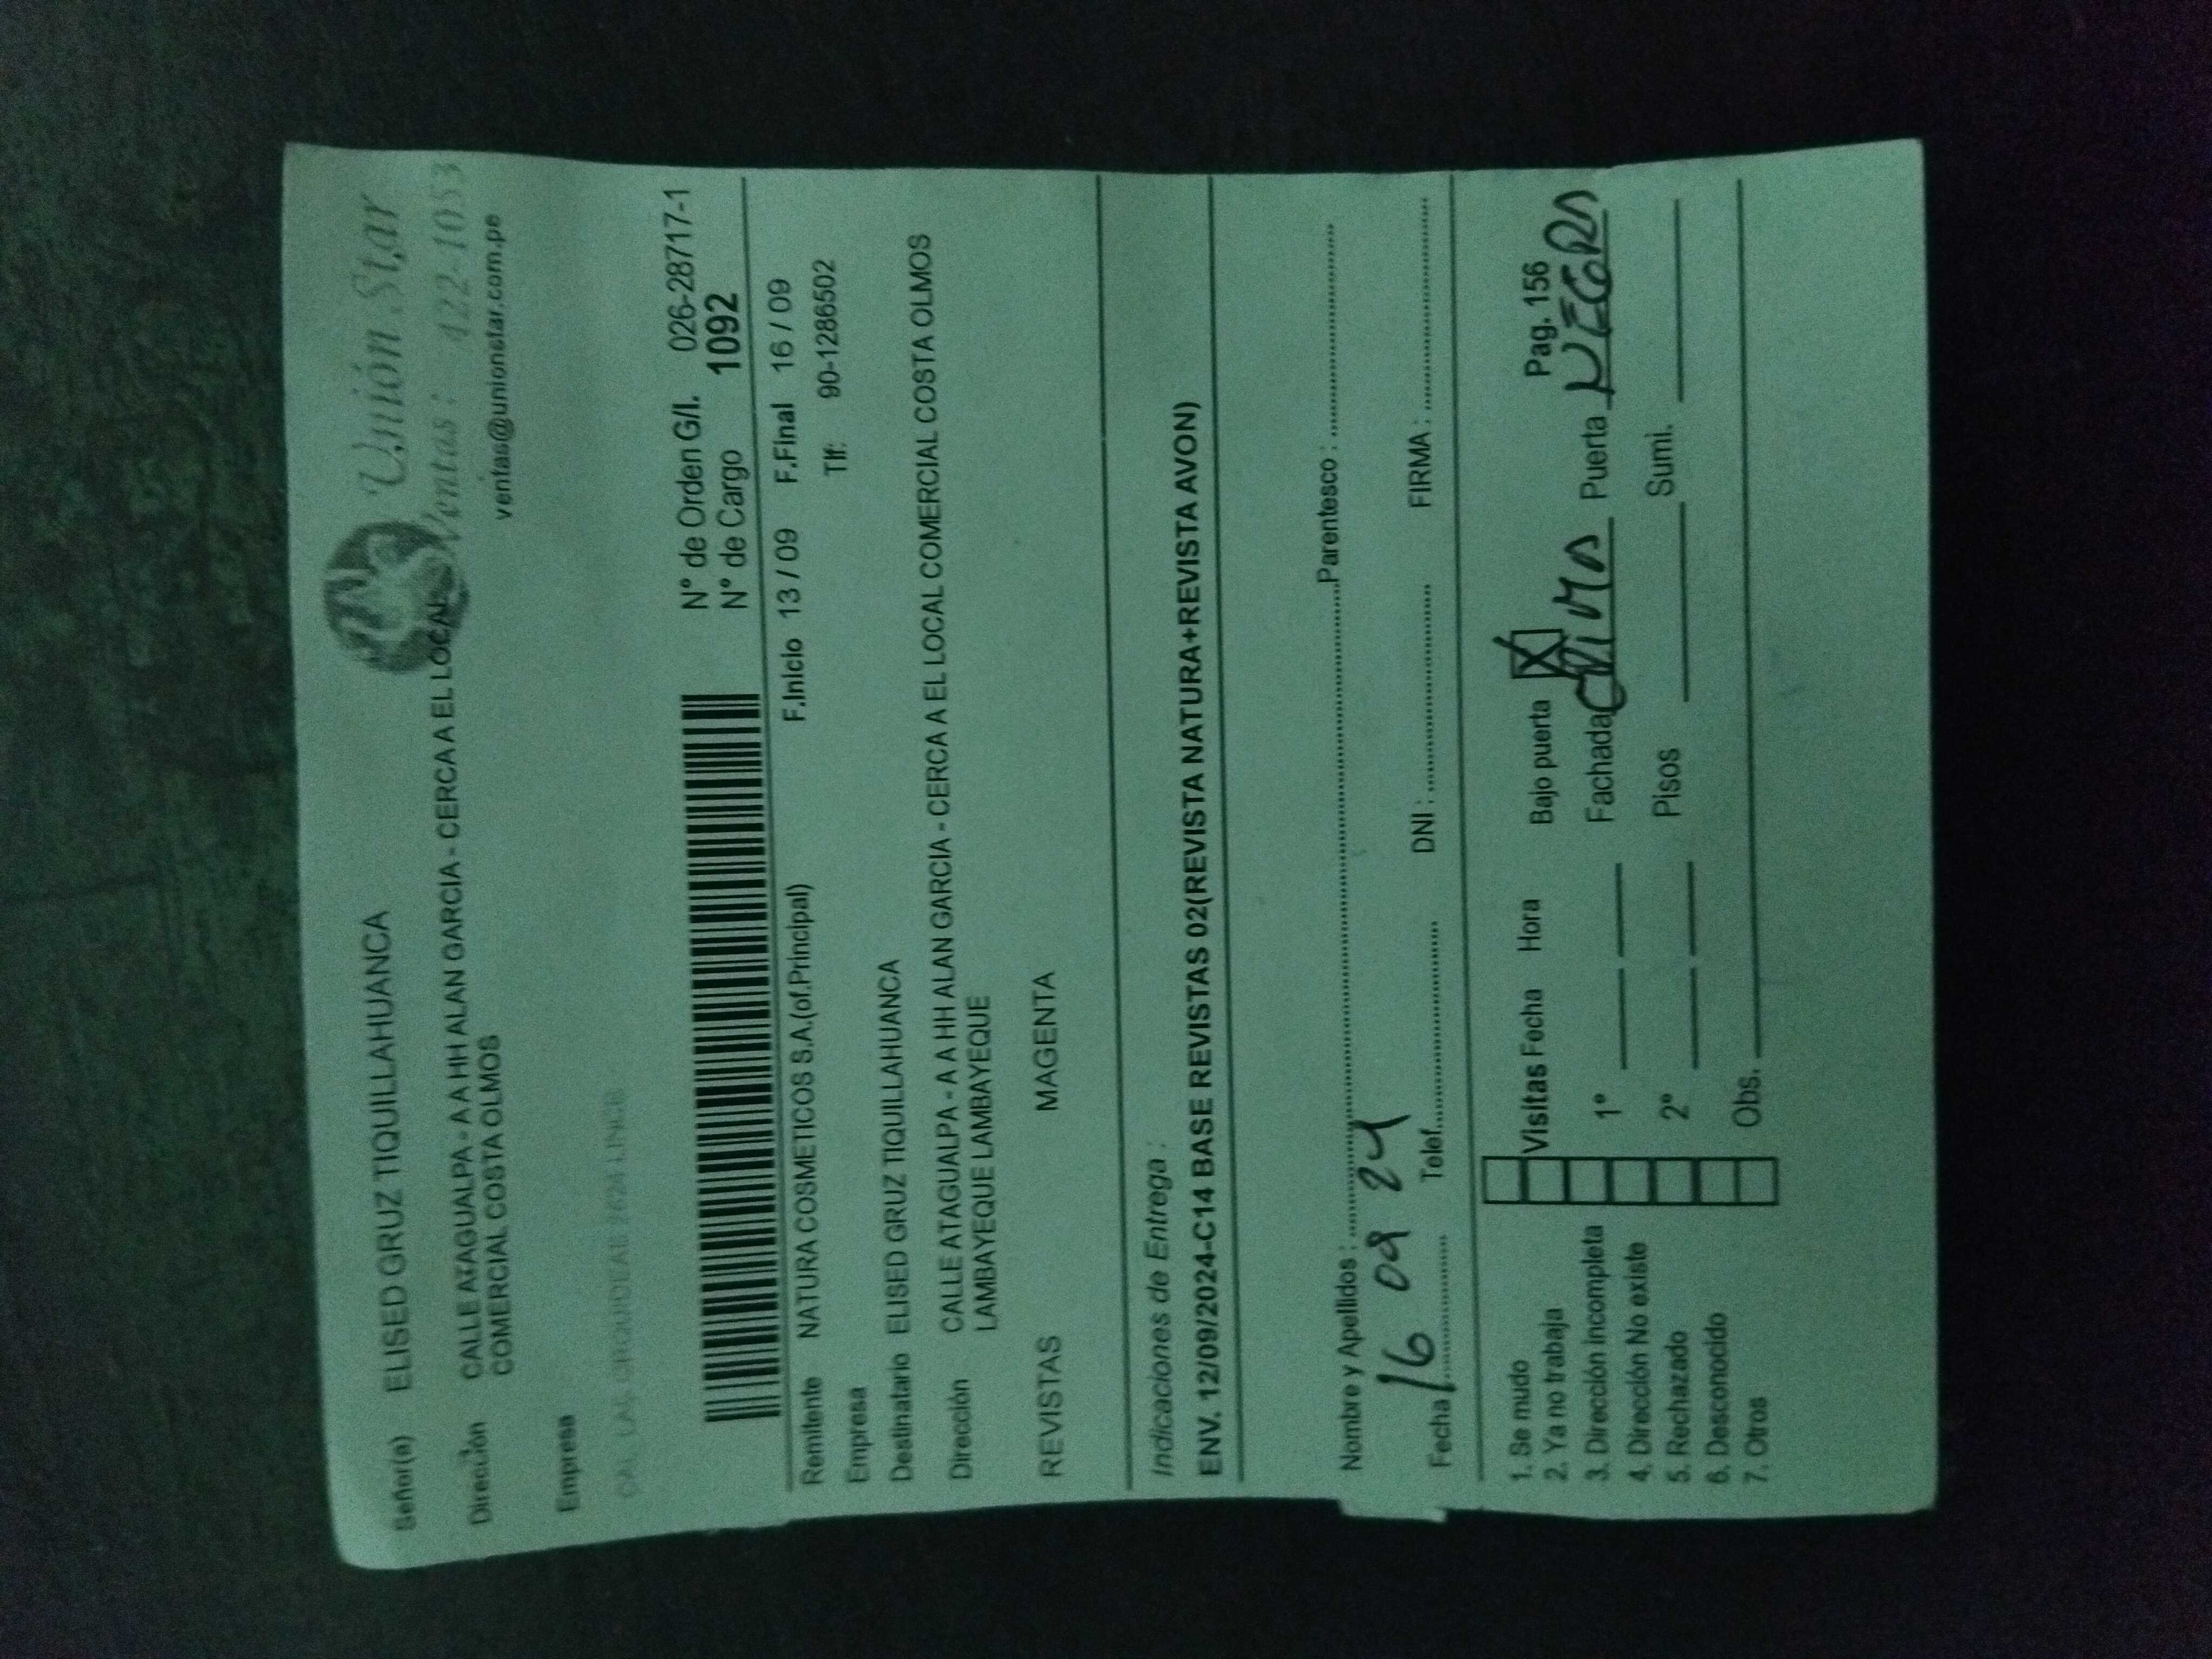 Señor(a) ELISED GRUZ TIQUILLAHUANCA
Unión Star
Ventas : 422-1053
ventas@unionstar.com.pe
Dirección CALLE ATAGUALPA - A A HH ALAN GARCIA - CERCA A EL LOCAL
COMERCIAL COSTA OLMOS
Empresa
N° de Orden G/I. 026-28717-1
N° de Cargo 1092
Remitente NATURA COSMETICOS S.A.(of.Principal) F.Inicio 13 / 09 F.Final 16 / 09
Empresa Tlf: 90-1286502
Destinatario ELISED GRUZ TIQUILLAHUANCA
Dirección CALLE ATAGUALPA - A A HH ALAN GARCIA - CERCA A EL LOCAL COMERCIAL COSTA OLMOS
LAMBAYEQUE LAMBAYEQUE
REVISTAS MAGENTA
Indicaciones de Entrega :
ENV. 12/09/2024-C14 BASE REVISTAS 02(REVISTA NATURA+REVISTA AVON)
Nombre y Apellidos : Parentesco :
Fecha 16 09 24 Telef. DNI : FIRMA :
1. Se mudo
2. Ya no trabaja
3. Dirección incompleta
4. Dirección No existe
5. Rechazado
6. Desconocido
7. Otros
Visitas Fecha Hora Bajo puerta X Pag. 156
1° Fachada Puerta NEGRA
2° Pisos Sumi.
Obs.